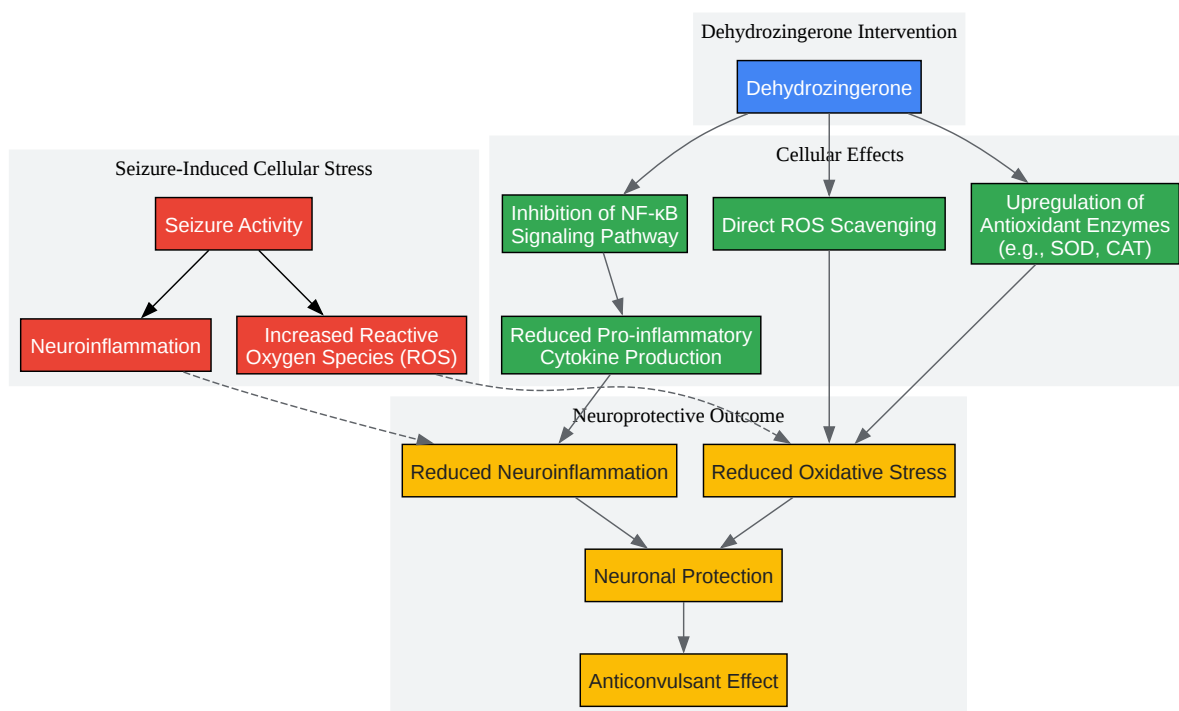 Dehydrozingerone Intervention
Dehydrozingerone
Seizure-Induced Cellular Stress
Seizure Activity
Neuroinflammation
Increased Reactive
Oxygen Species (ROS)
Cellular Effects
Inhibition of NF-κB
Signaling Pathway
Direct ROS Scavenging
Upregulation of
Antioxidant Enzymes
(e.g., SOD, CAT)
Reduced Pro-inflammatory
Cytokine Production
Neuroprotective Outcome
Reduced Neuroinflammation
Reduced Oxidative Stress
Neuronal Protection
Anticonvulsant Effect